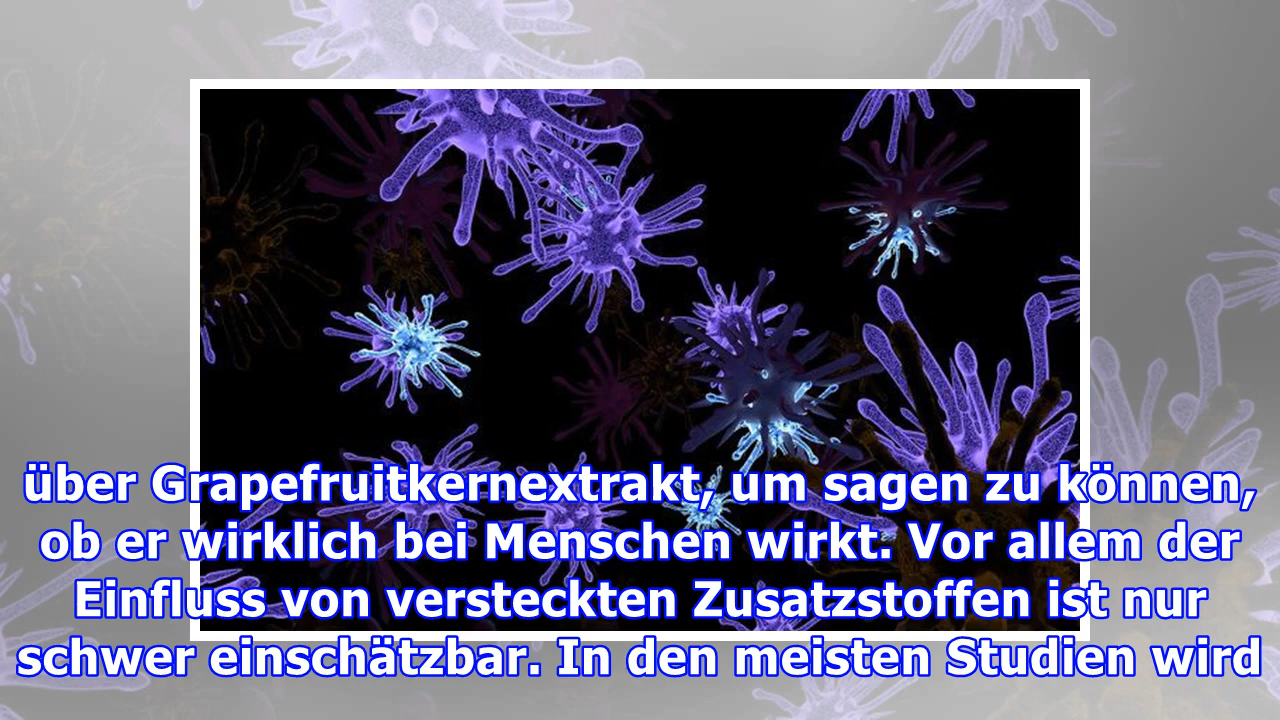 über Grapefruitkernextrakt, um sagen zu können,
ob er wirklich bei Menschen wirkt. Vor allem der
Einfluss von versteckten Zusatzstoffen ist nur
schwer einschätzbar. In den meisten Studien wird